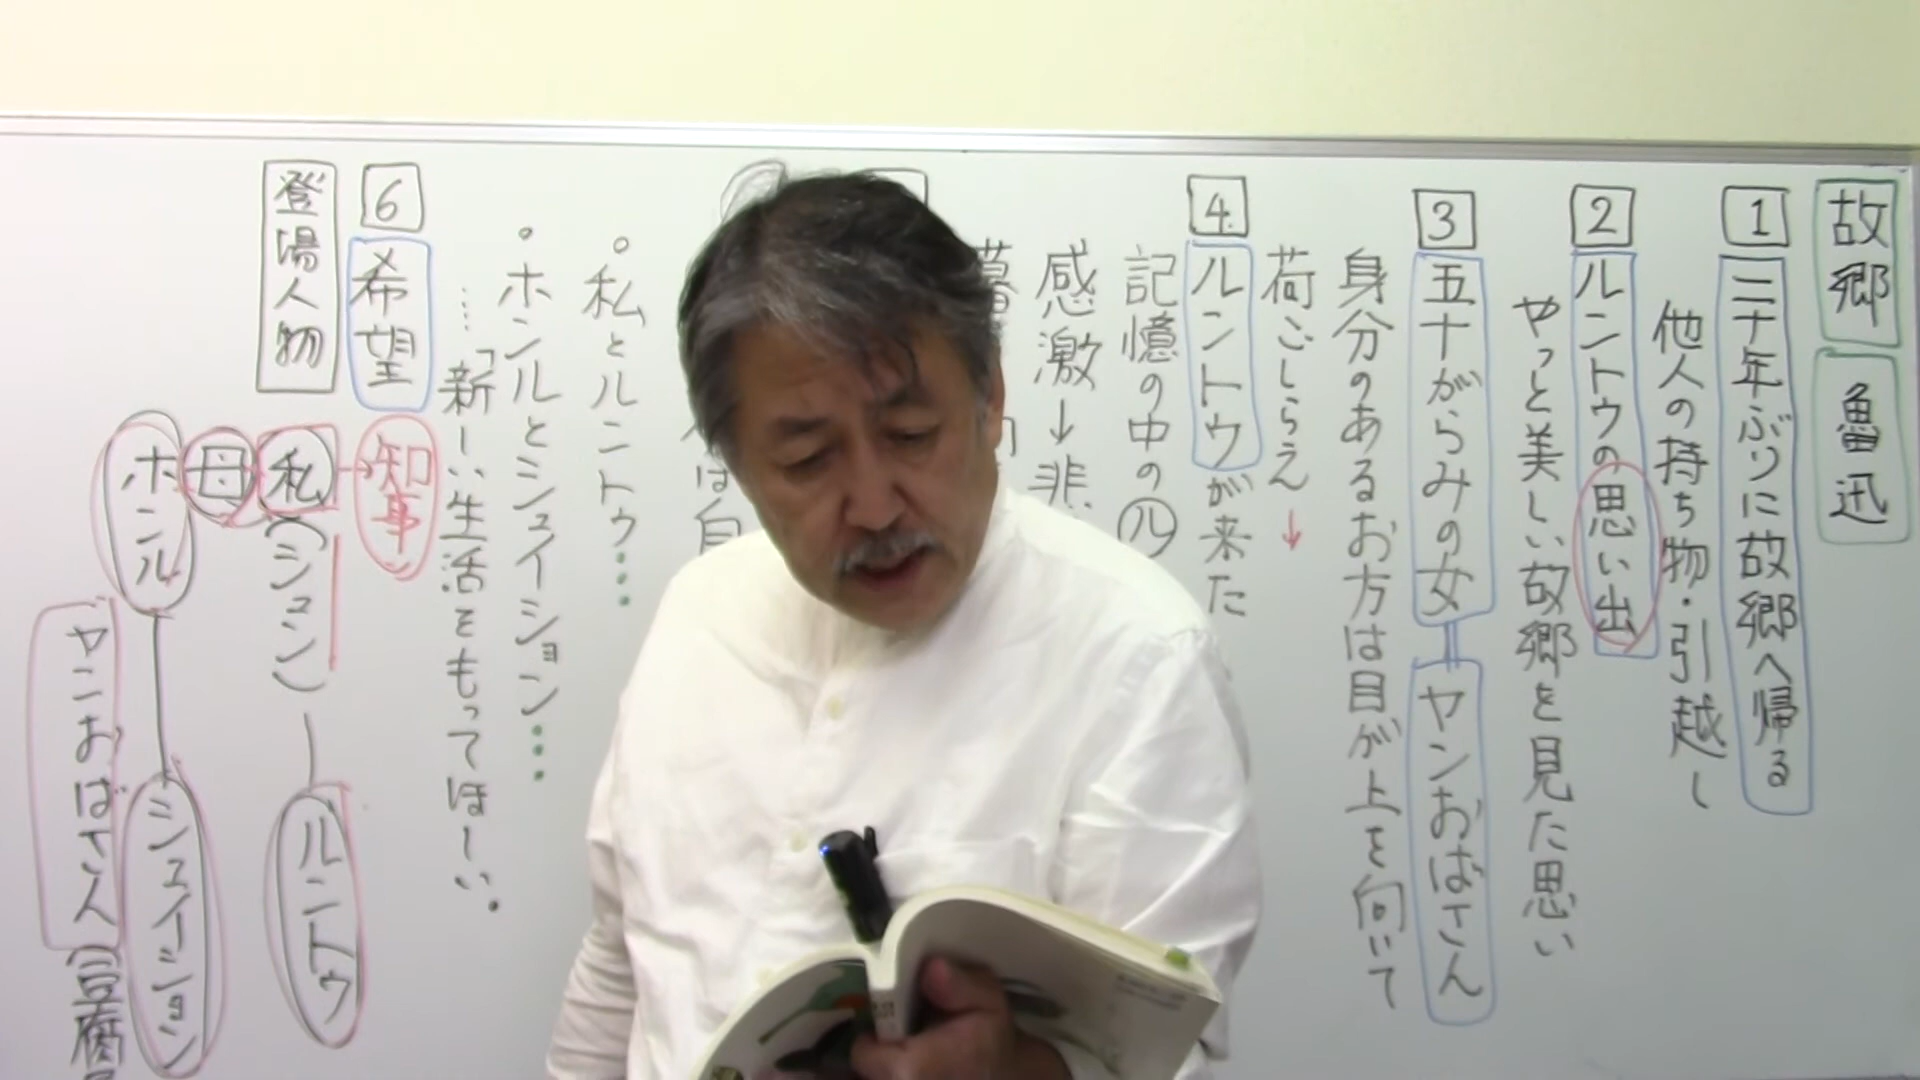 故郷 魯迅
1 二十年ぶりに故郷へ帰る
他人の持ち物・引越し
2 ルントウの思い出
やっと美しい故郷を見た思い
3 五十がらみの女=ヤンおばさん
身分のあるお方は目が上を向いて
荷ごしらえ↓
4 ルントウが来た
記憶の中の
感激→悲
は自
。私とルントウ…
。ホンルとシュイション…
…「新しい生活をもってほしい。
6 希望
知事
登場人物
私(シュン)―ルントウ
母
ホンル―シュイション
ヤンおばさん(豆腐